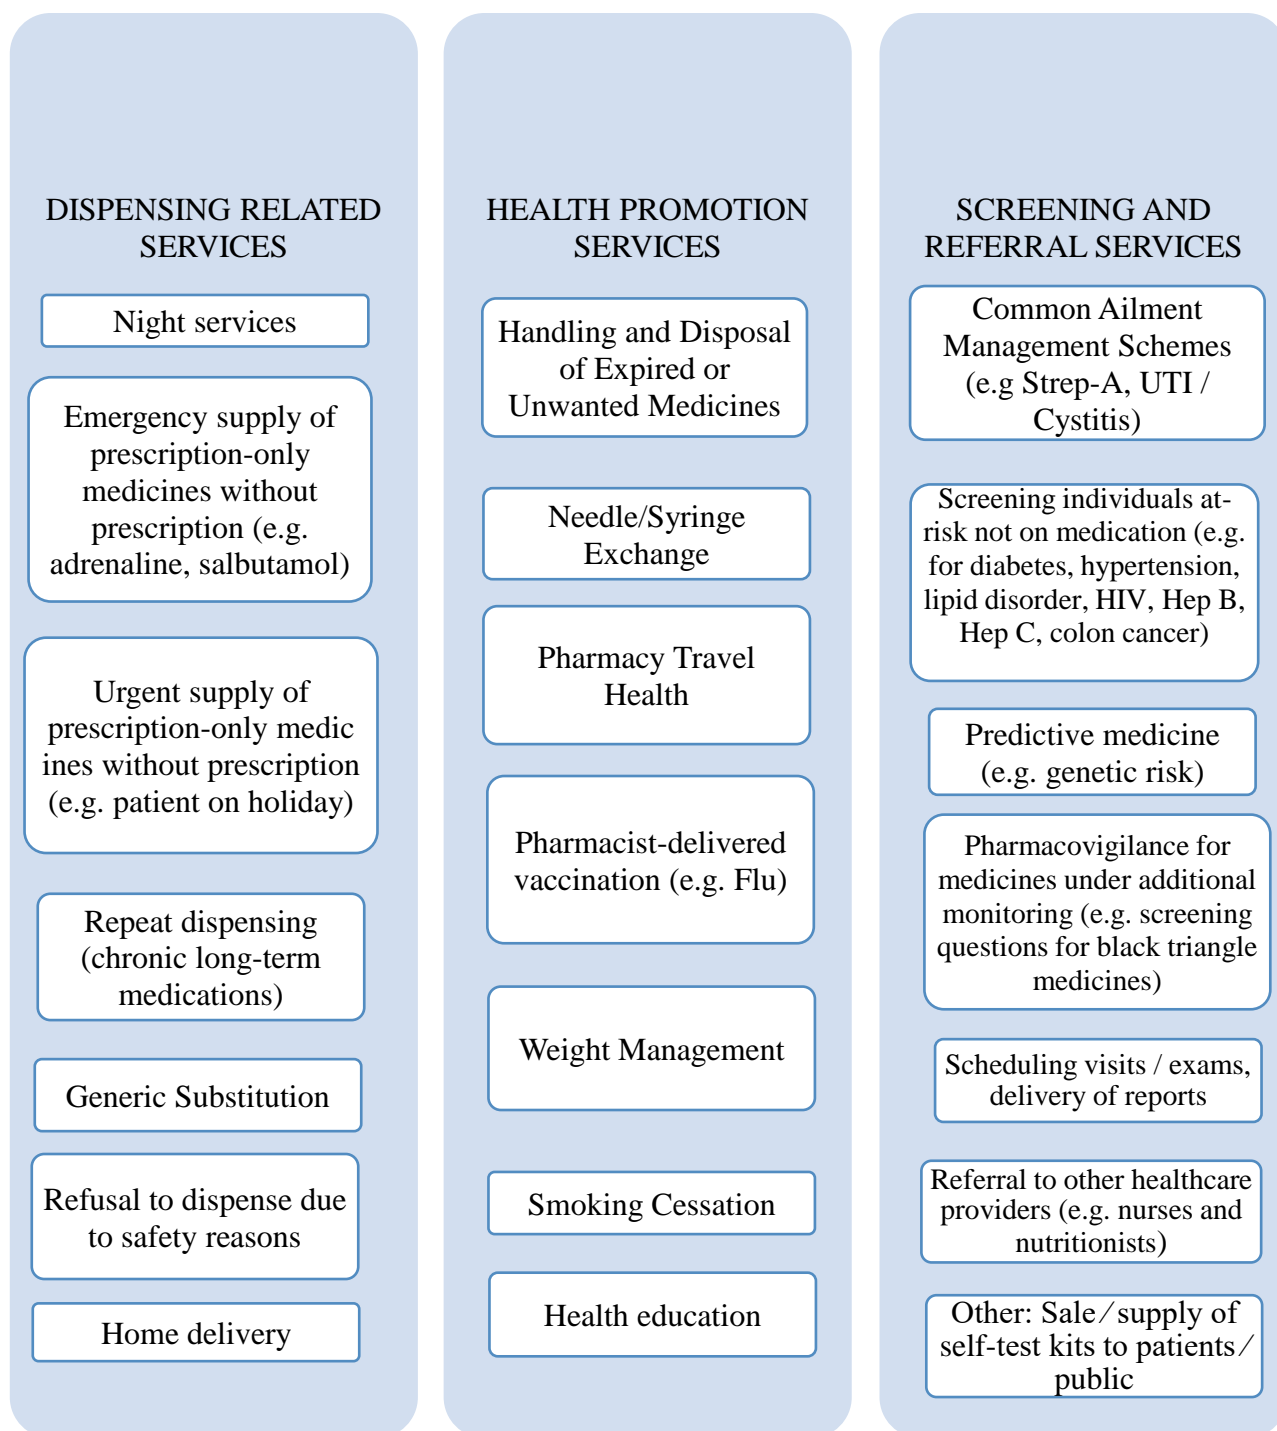 DISPENSING RELATED
SERVICES
Night services
Emergency supply of
prescription-only
medicines without
prescription (e.g.
adrenaline, salbutamol)
Urgent supply of
prescription-only medic
ines without prescription
(e.g. patient on holiday)
Repeat dispensing
(chronic long-term
medications)
Generic Substitution
Refusal to dispense due
to safety reasons
Home delivery
HEALTH PROMOTION
SERVICES
Handling and Disposal
of Expired or
Unwanted Medicines
Needle/Syringe
Exchange
Pharmacy Travel
Health
Pharmacist-delivered
vaccination (e.g. Flu)
Weight Management
Smoking Cessation
Health education
SCREENING AND
REFERRAL SERVICES
Common Ailment
Management Schemes
(e.g Strep-A, UTI /
Cystitis)
Screening individuals at-
risk not on medication (e.g.
for diabetes, hypertension,
lipid disorder, HIV, Hep B,
Hep C, colon cancer)
Predictive medicine
(e.g. genetic risk)
Pharmacovigilance for
medicines under additional
monitoring (e.g. screening
questions for black triangle
medicines)
Scheduling visits / exams,
delivery of reports
Referral to other healthcare
providers (e.g. nurses and
nutritionists)
Other: Sale/supply of
self-test kits to patients/
public